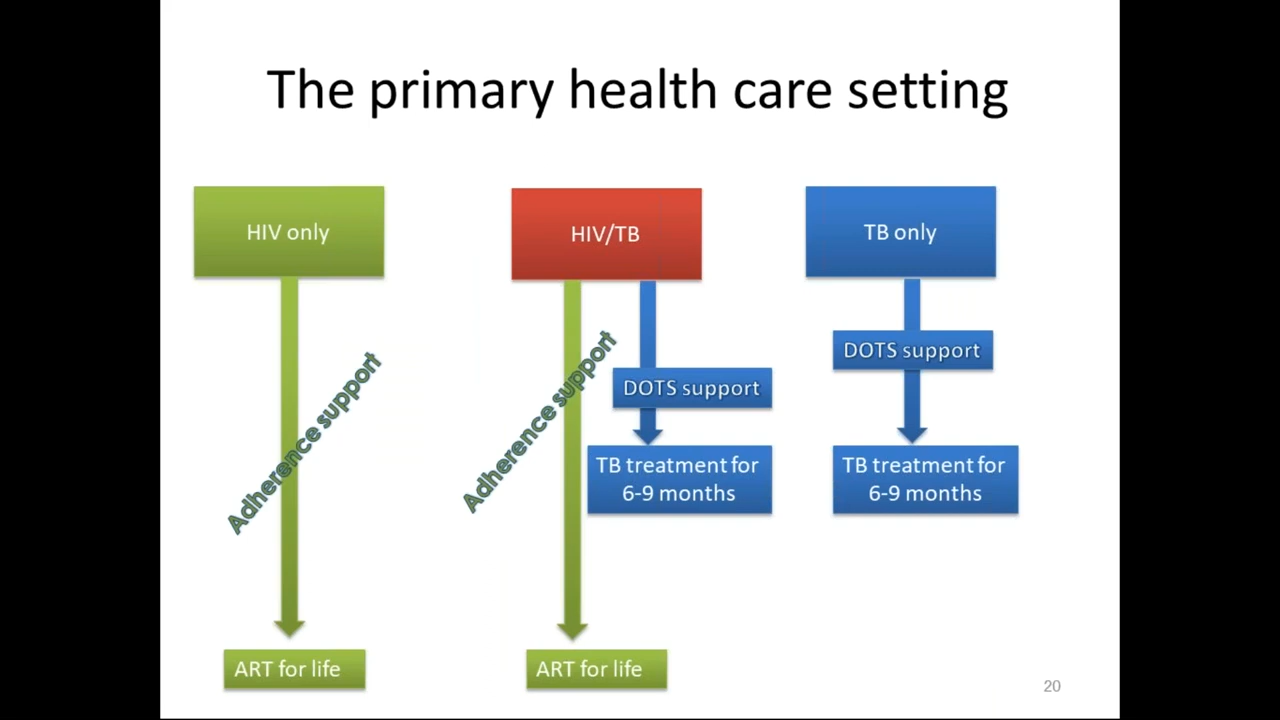 The primary health care setting
HIV only
HIV/TB
TB only
Adherence support
Adherence support
DOTS support
DOTS support
TB treatment for
6-9 months
TB treatment for
6-9 months
ART for life
ART for life
20